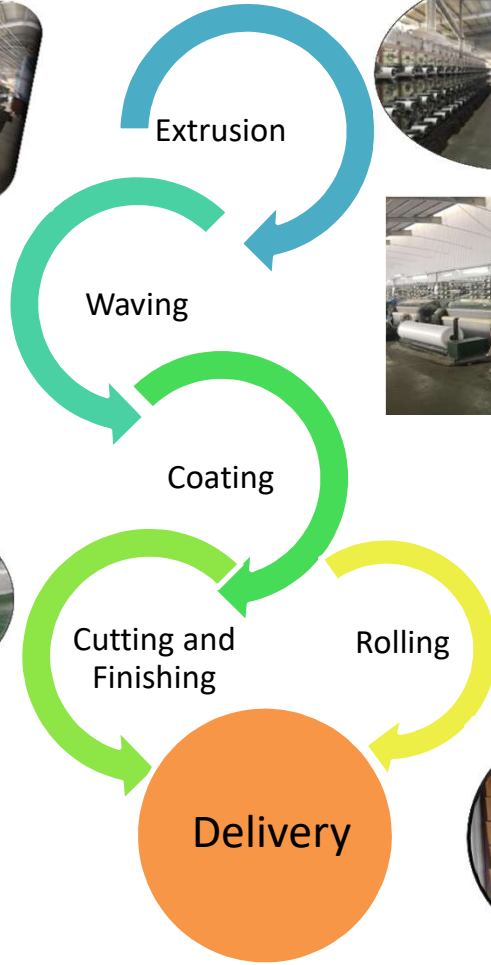 Extrusion
Waving
Coating
Cutting and
Finishing
Rolling
Delivery